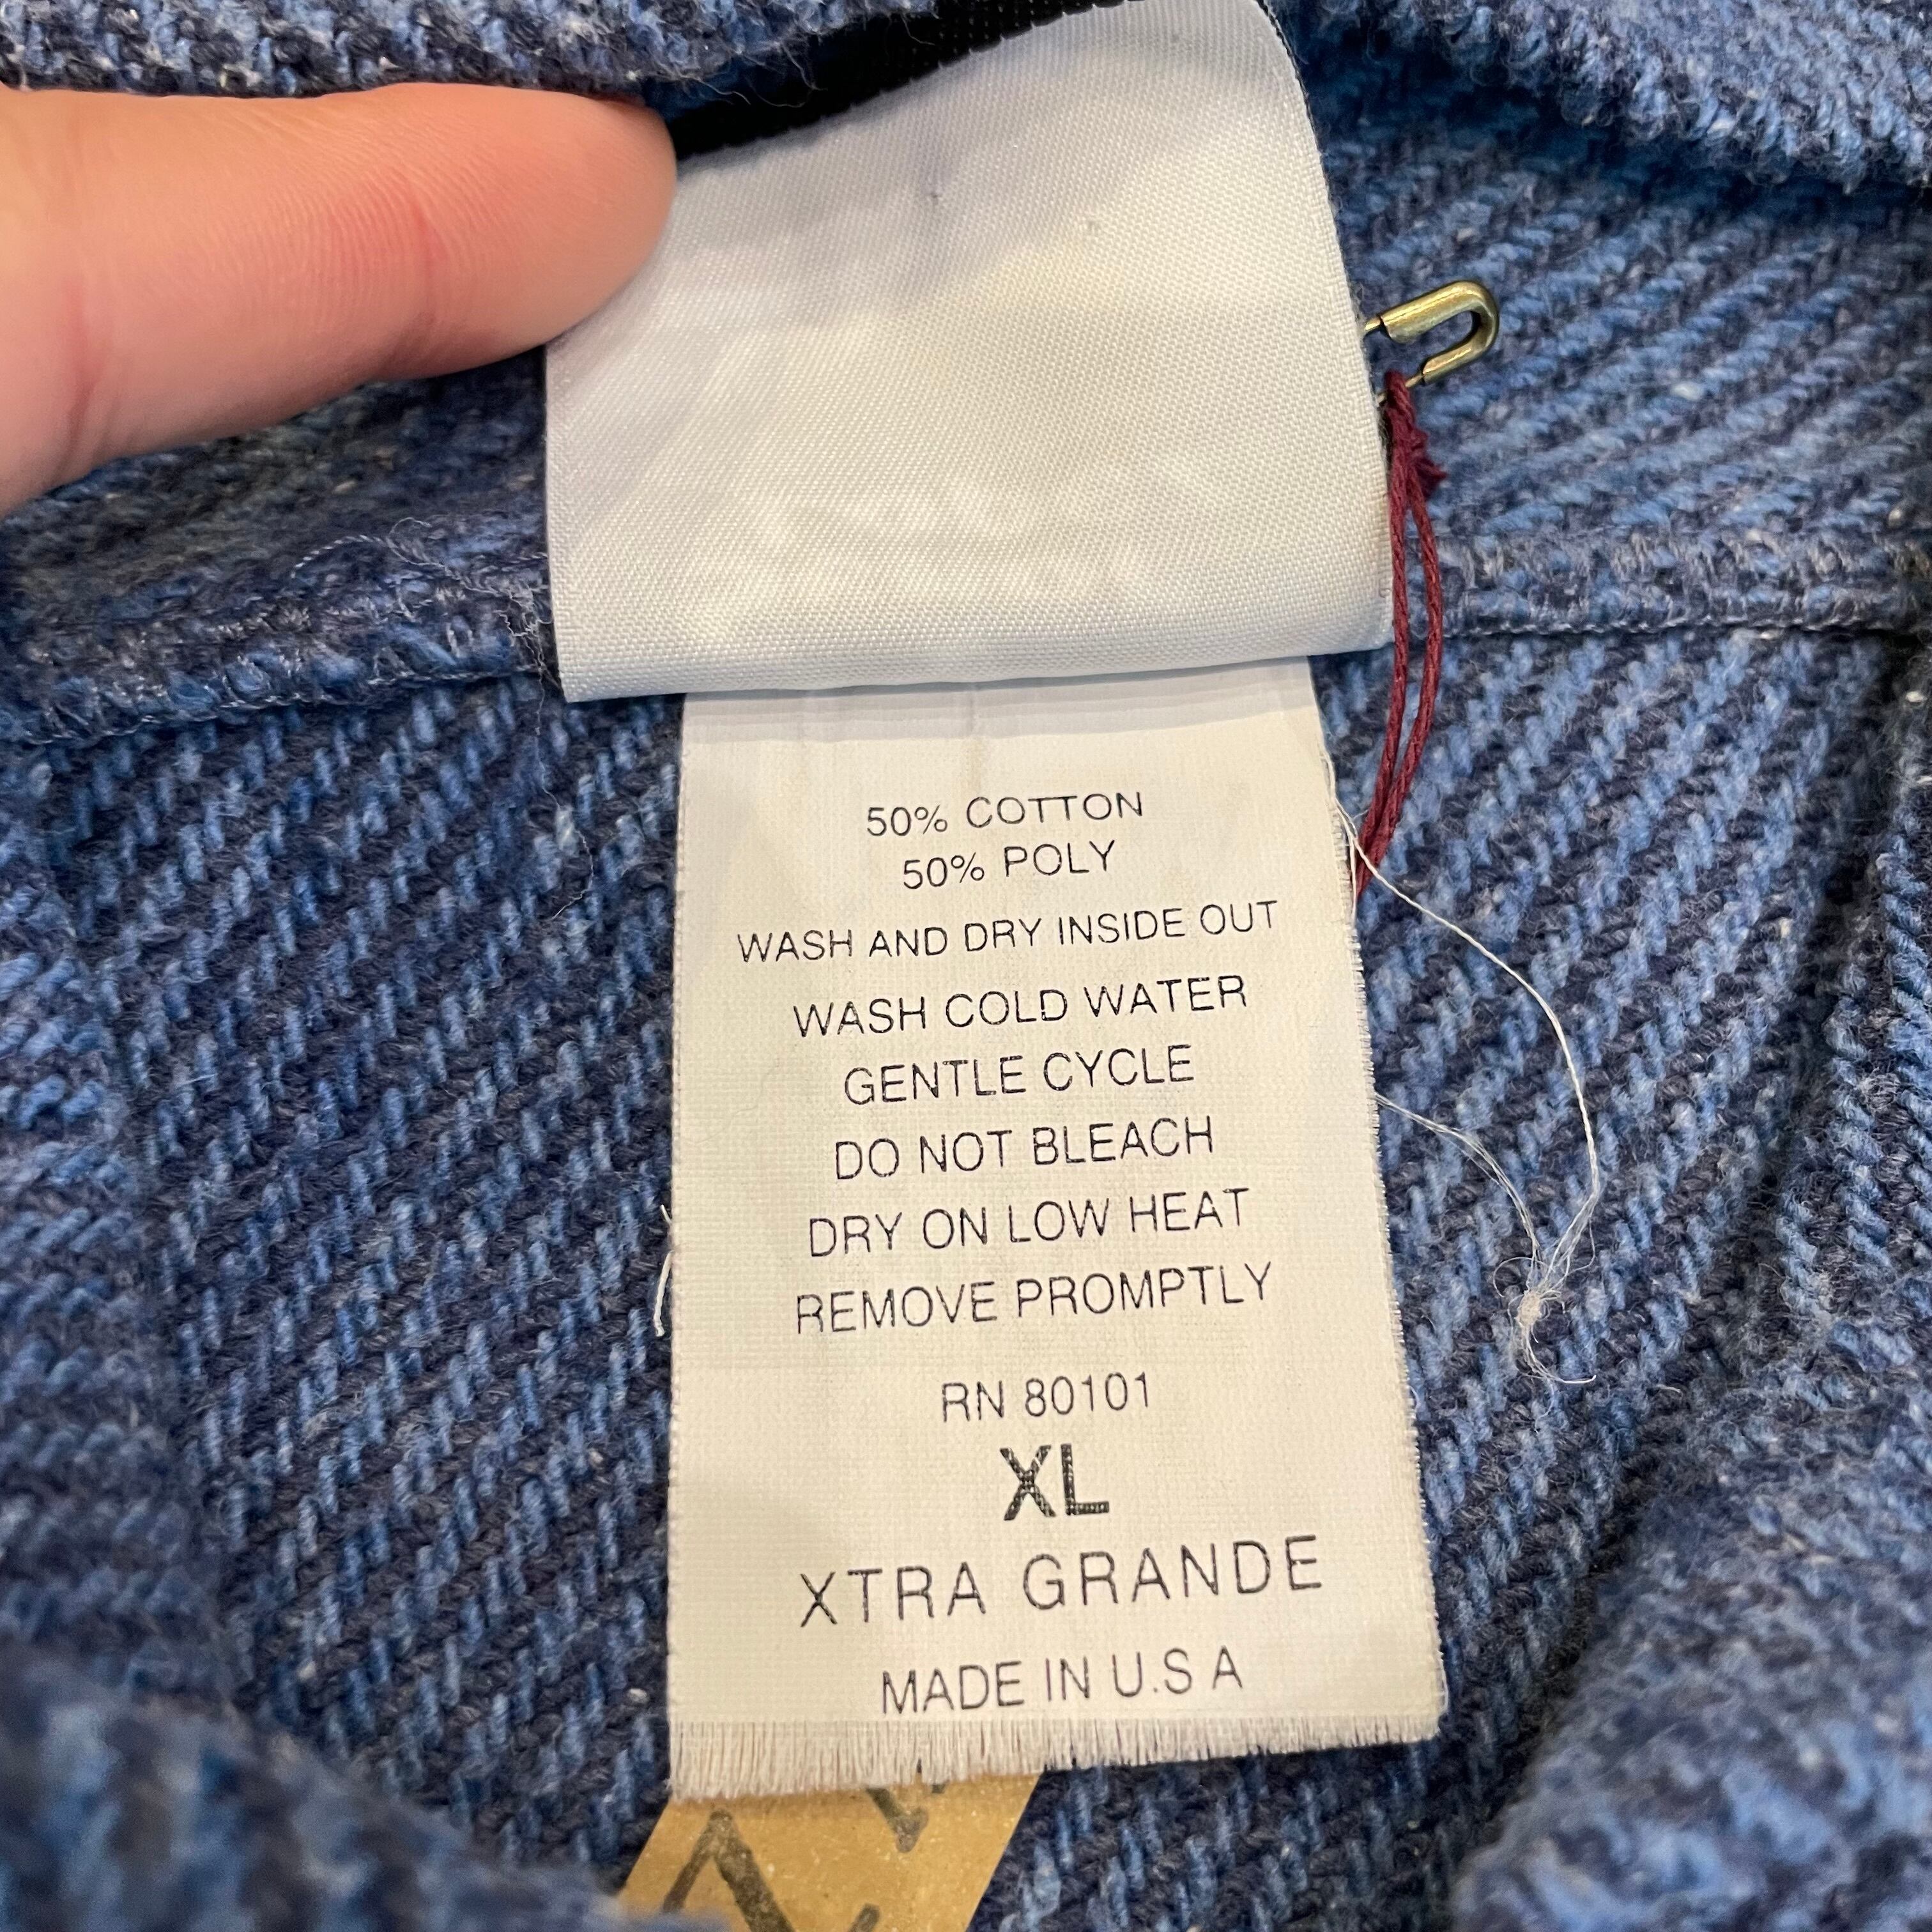 50% COTTON
50% POLY
WASH AND DRY INSIDE OUT
WASH COLD WATER
GENTLE CYCLE
DO NOT BLEACH
DRY ON LOW HEAT
REMOVE PROMPTLY
RN 80101
XL
XTRA GRANDE
MADE IN U.S A